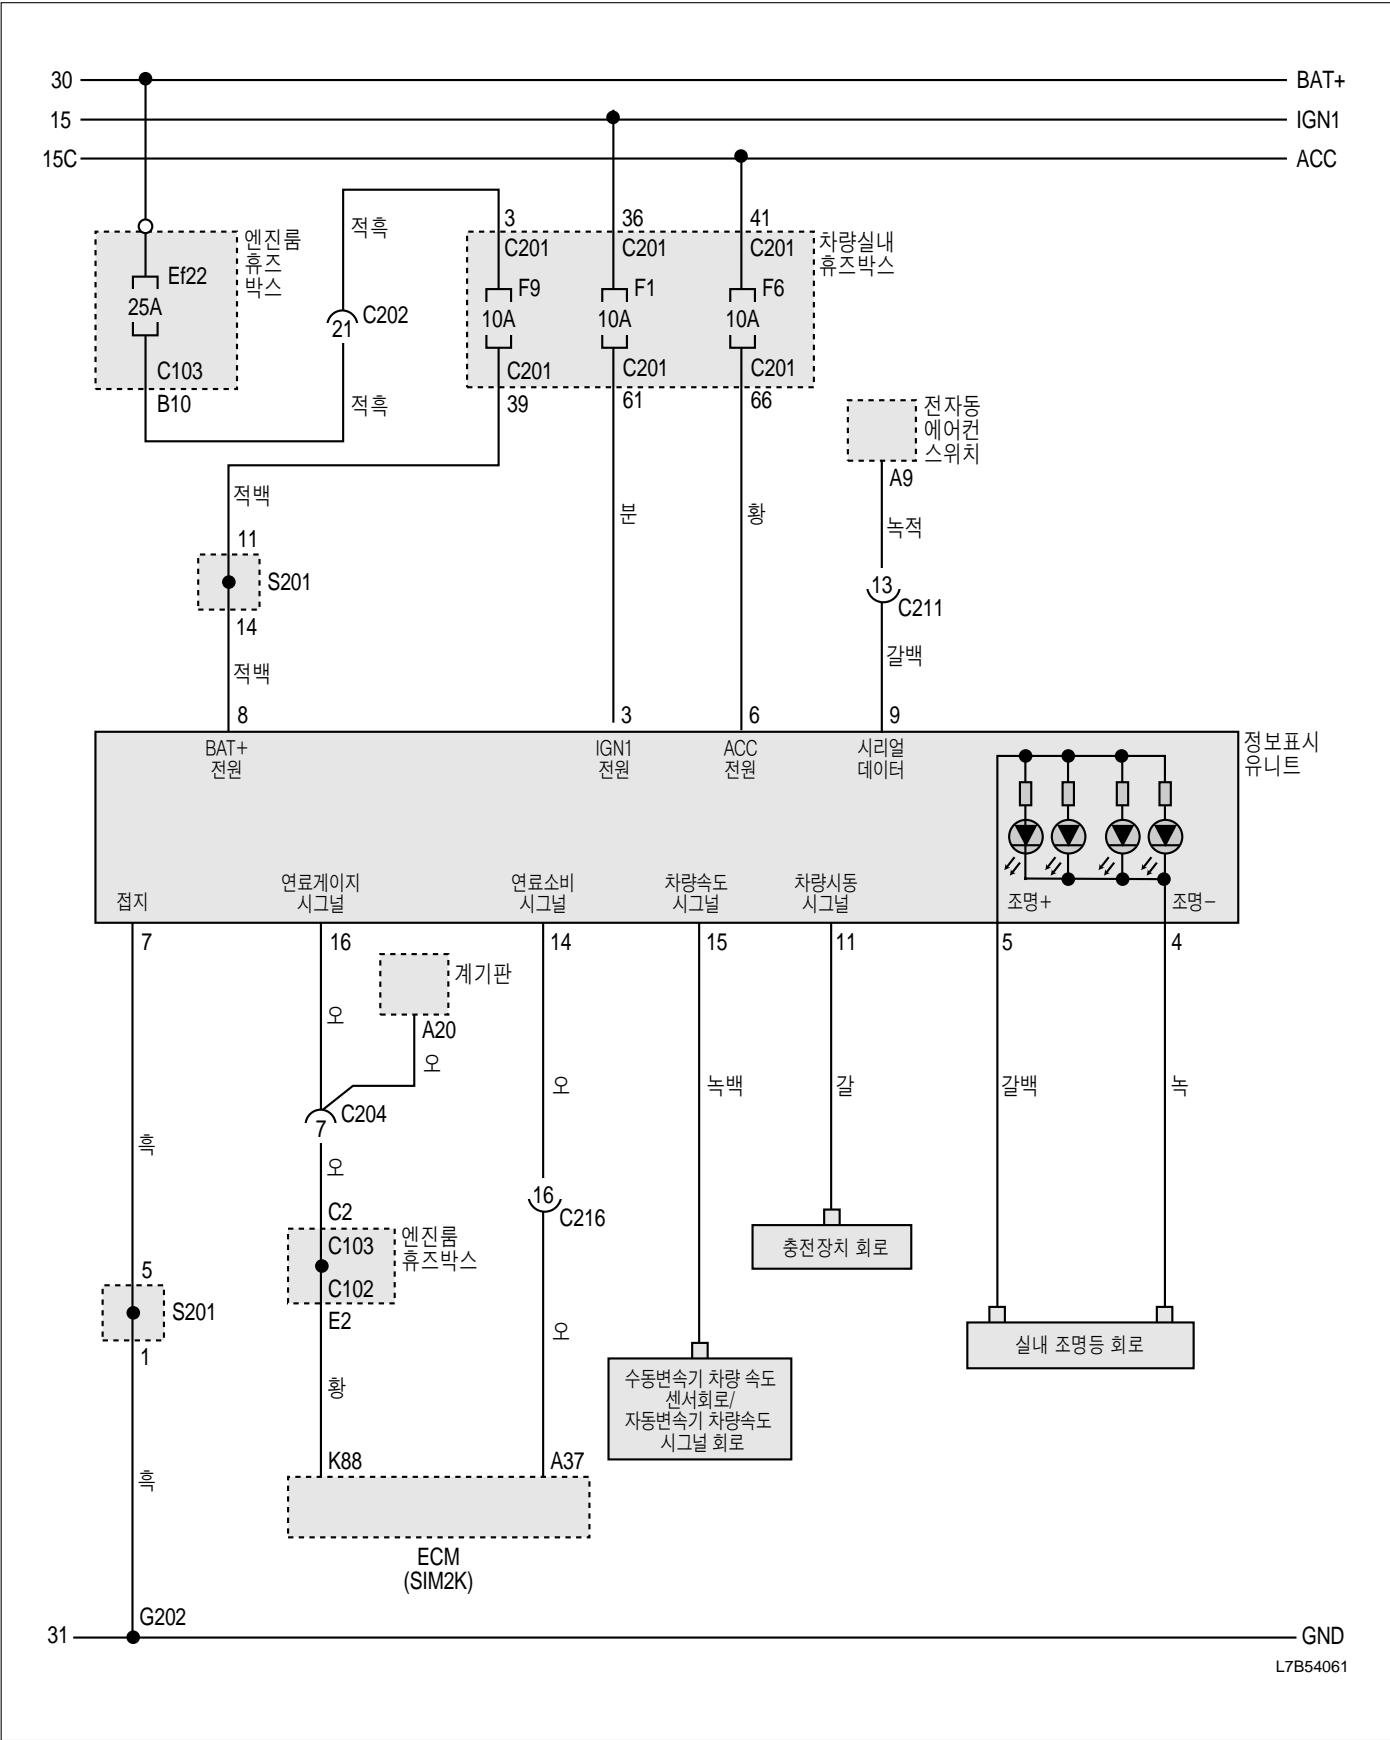 30
BAT+
15
IGN1
15C
ACC
엔진룸
휴즈
박스
Ef22
25A
C103
B10
적흑
21
C202
적흑
3
C201
F9
10A
C201
39
36
C201
F1
10A
C201
61
41
C201
F6
10A
C201
66
차량실내
휴즈박스
전자동
에어컨
스위치
A9
녹적
13
C211
갈백
적백
11
S201
14
적백
분
황
8
3
6
9
BAT+
전원
IGN1
전원
ACC
전원
시리얼
데이터
정보표시
유니트
접지
연료게이지
시그널
연료소비
시그널
차량속도
시그널
차량시동
시그널
조명+
조명-
7
16
14
15
11
5
4
계기판
A20
오
오
오
녹백
갈
갈백
녹
C204
7
흑
오
16
C216
C2
C103
C102
E2
엔진룸
휴즈박스
충전장치 회로
5
S201
1
오
실내 조명등 회로
황
수동변속기 차량 속도
센서회로/
자동변속기 차량속도
시그널 회로
K88
A37
흑
ECM
(SIM2K)
G202
31
GND
L7B54061